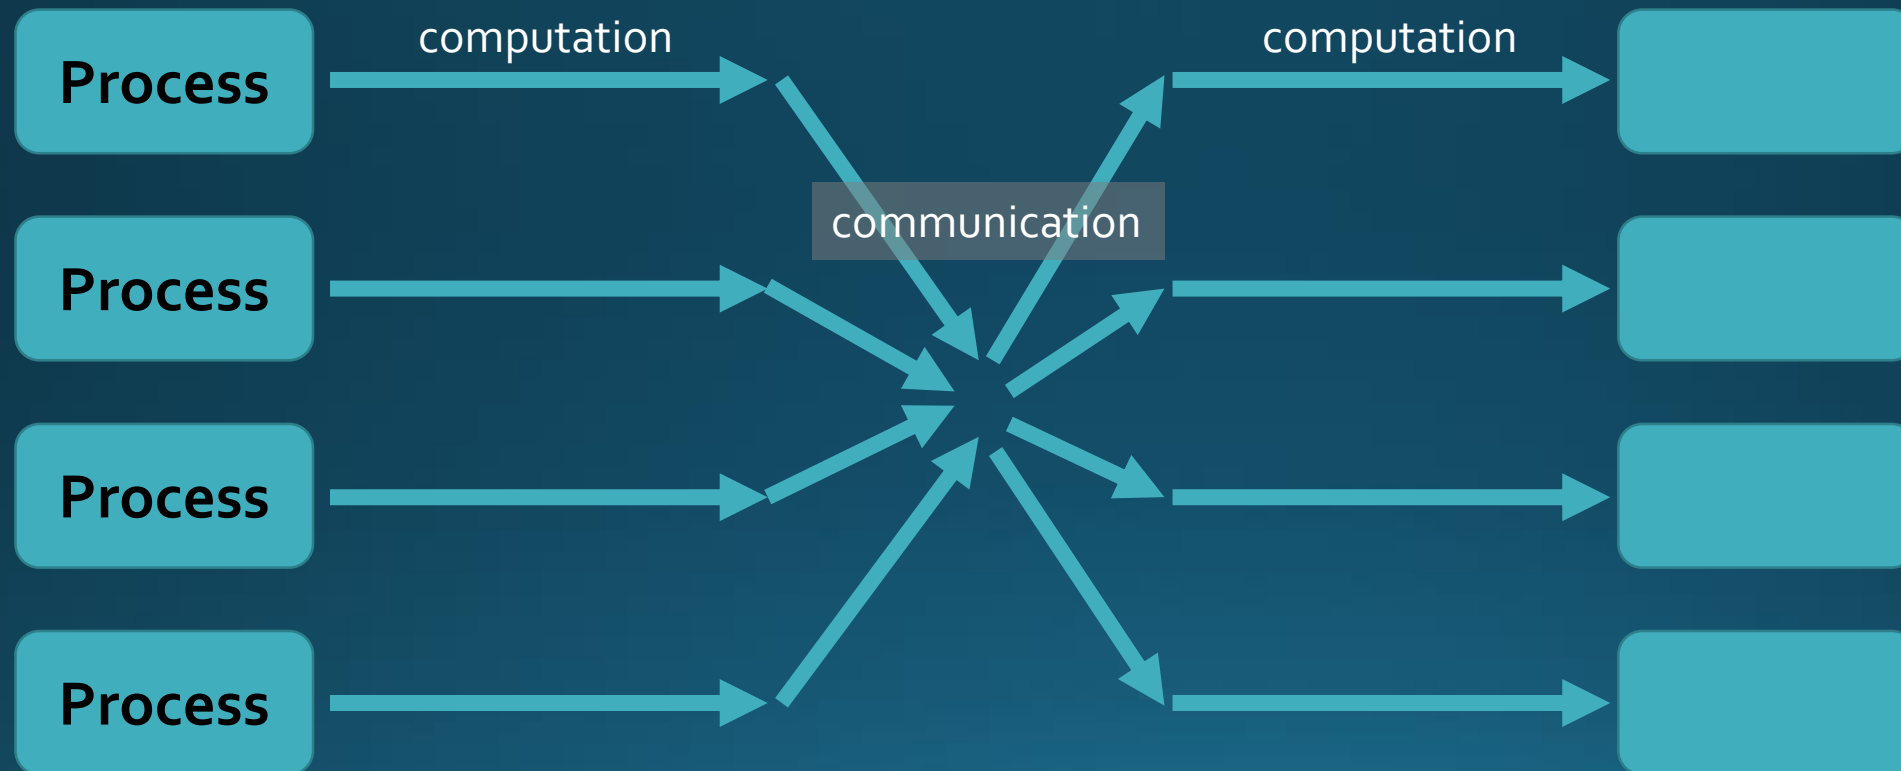 computation
computation
Process
communication
Process
Process
Process